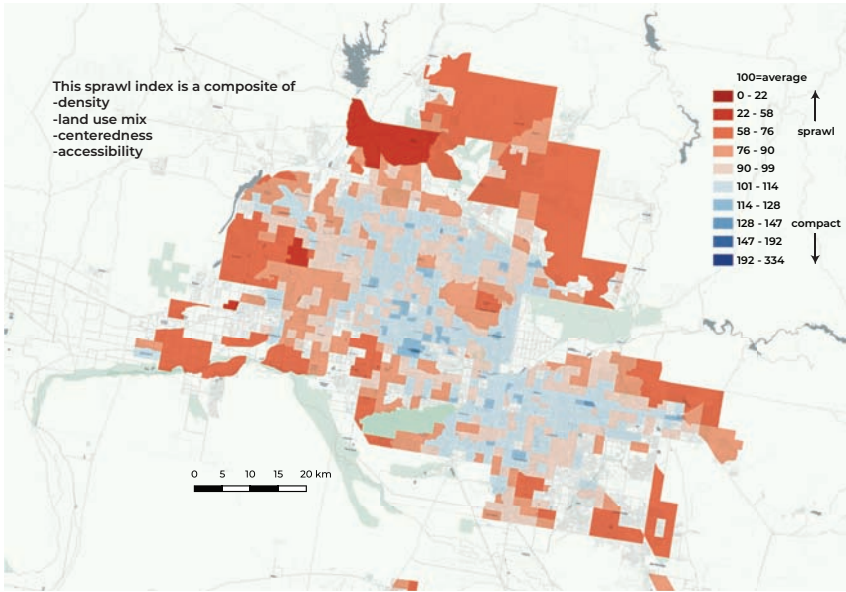 This sprawl index is a composite of
-density
-land use mix
-centeredness
-accessibility
100=average
0 - 22
22 - 58
58 - 76
76 - 90
90 - 99
101 - 114
114 - 128
128 - 147
147 - 192
192 - 334
sprawl
compact
0 5 10 15 20 km